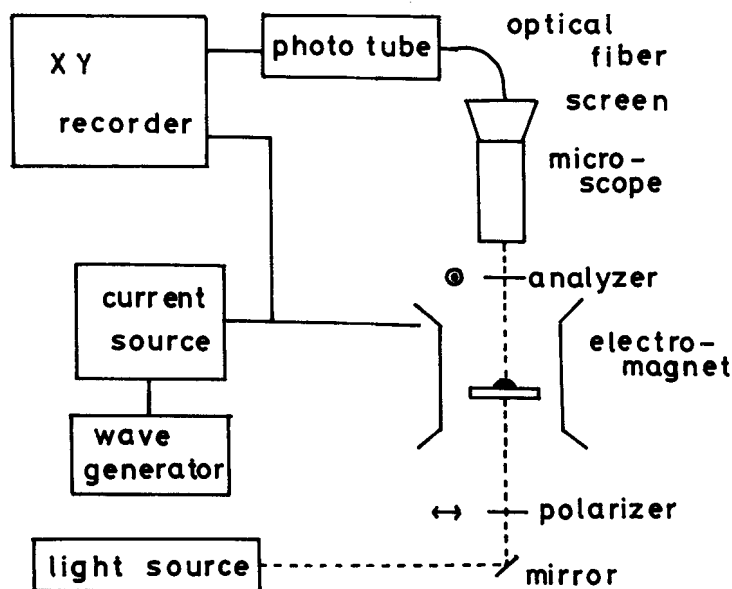 X Y
recorder
photo tube
optical
fiber
screen
micro-
scope
analyzer
current
source
electro-
magnet
wave
generator
polarizer
light source
mirror